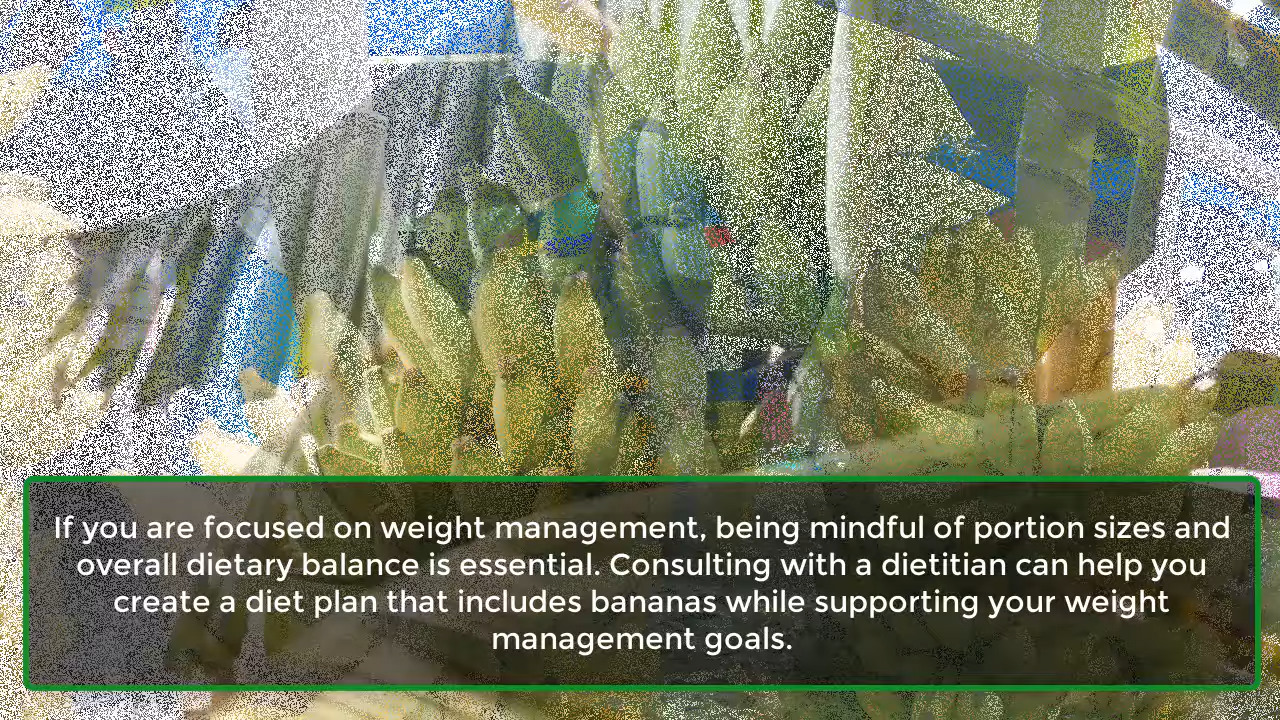 If you are focused on weight management, being mindful of portion sizes and
overall dietary balance is essential. Consulting with a dietitian can help you
create a diet plan that includes bananas while supporting your weight
management goals.